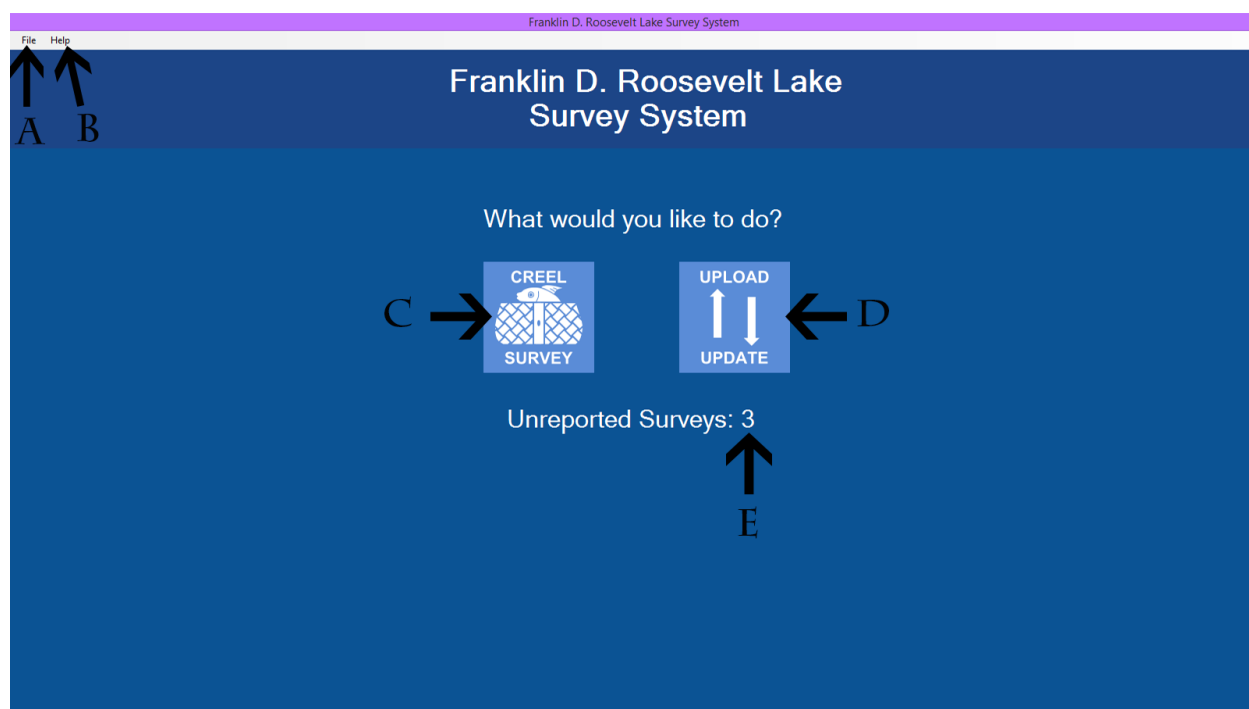 Franklin D. Roosevelt Lake Survey System
File Help
A B
Franklin D. Roosevelt Lake
Survey System
What would you like to do?
CREEL
SURVEY
UPLOAD
UPDATE
C
D
Unreported Surveys: 3
E